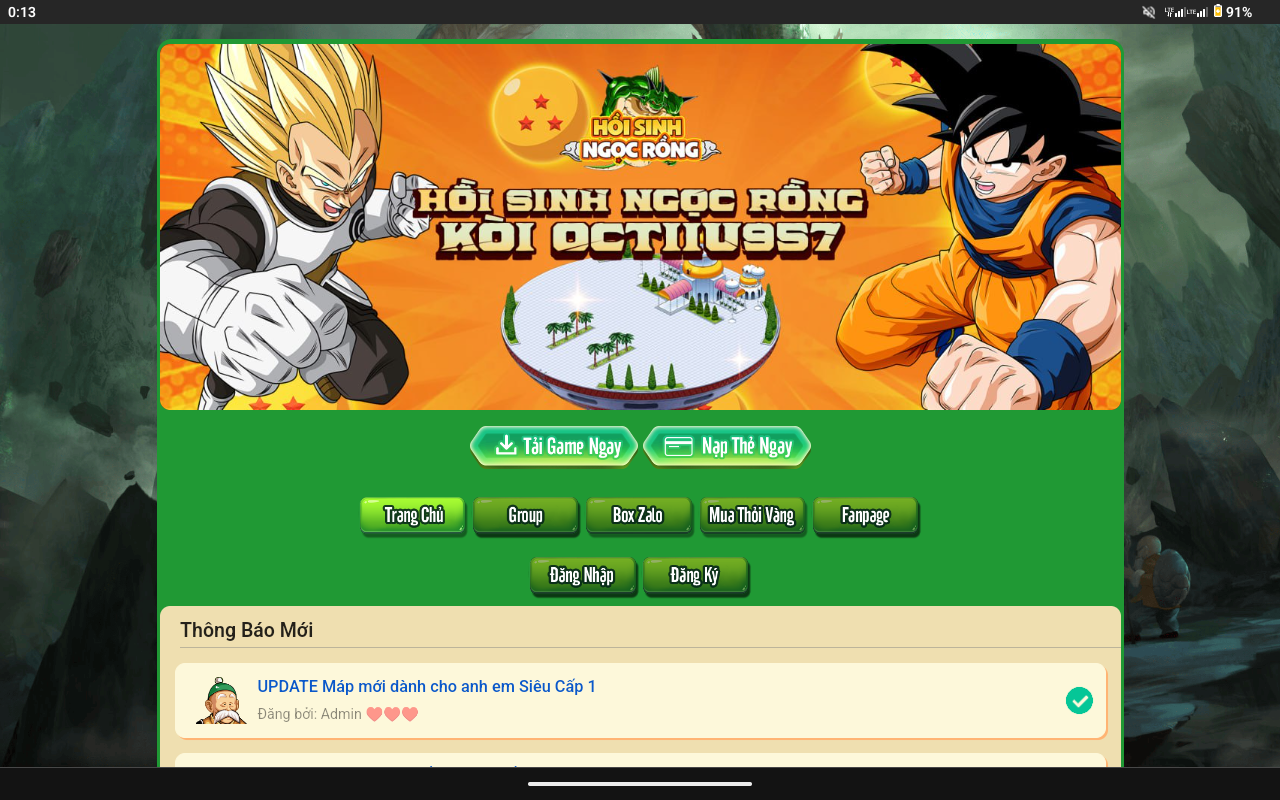 0:13
91%
HỒI SINH
NGỌC RỒNG
HỒI SINH NGỌC RỒNG
KÒI OCTIIU957
Tải Game Ngay
Nạp Thẻ Ngay
Trang Chủ
Group
Box Zalo
Mua Thỏi Vàng
Fanpage
Đăng Nhập
Đăng Ký
Thông Báo Mới
UPDATE Máp mới dành cho anh em Siêu Cấp 1
Đăng bởi: Admin